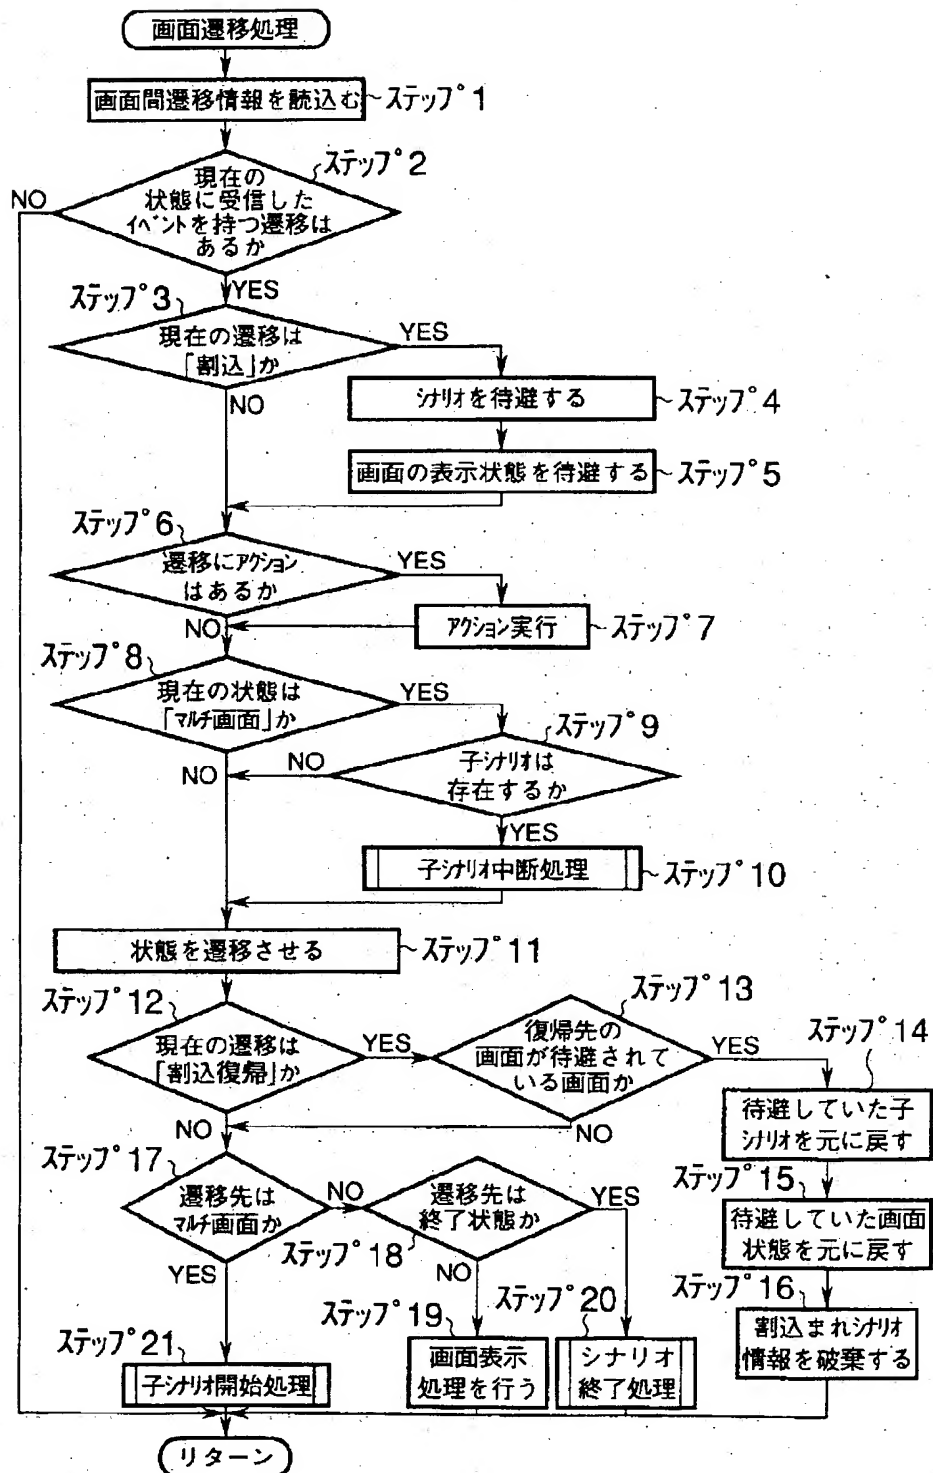 画面遷移処理
画面間遷移情報を読込む
ステップ1
ステップ2
現在の
状態に受信した
イベントを持つ遷移は
あるか
NO
YES
ステップ3
現在の遷移は
「割込」か
YES
NO
シナリオを待避する
ステップ4
画面の表示状態を待避する
ステップ5
ステップ6
遷移にアクション
はあるか
YES
NO
アクション実行
ステップ7
ステップ8
現在の状態は
「マルチ画面」か
YES
NO
ステップ9
子シナリオは
存在するか
NO
YES
子シナリオ中断処理
ステップ10
状態を遷移させる
ステップ11
ステップ12
現在の遷移は
「割込復帰」か
YES
NO
ステップ13
復帰先の
画面が待避されて
いる画面か
YES
NO
ステップ14
待避していた子
シナリオを元に戻す
ステップ15
待避していた画面
状態を元に戻す
ステップ16
割込まれシナリオ
情報を破棄する
ステップ17
遷移先は
マルチ画面か
NO
YES
遷移先は
終了状態か
ステップ18
YES
NO
ステップ19
画面表示
処理を行う
ステップ20
シナリオ
終了処理
ステップ21
子シナリオ開始処理
リターン